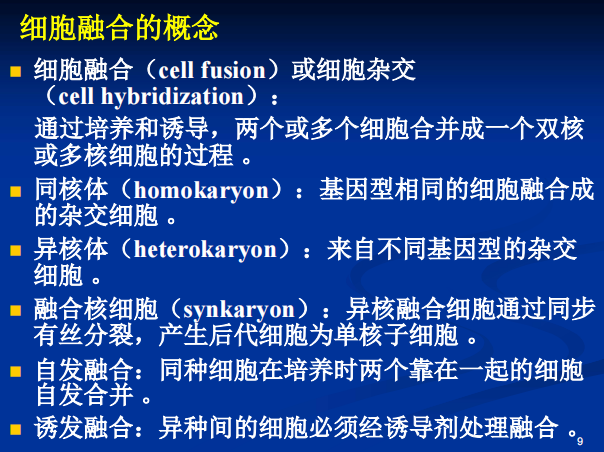 细胞融合的概念
细胞融合（cell fusion）或细胞杂交
（cell hybridization）：
通过培养和诱导，两个或多个细胞合并成一个双核
或多核细胞的过程 。
同核体（homokaryon）：基因型相同的细胞融合成
的杂交细胞 。
异核体（heterokaryon）：来自不同基因型的杂交
细胞 。
融合核细胞（synkaryon）：异核融合细胞通过同步
有丝分裂，产生后代细胞为单核子细胞 。
自发融合：同种细胞在培养时两个靠在一起的细胞
自发合并 。
诱发融合：异种间的细胞必须经诱导剂处理融合 。
9